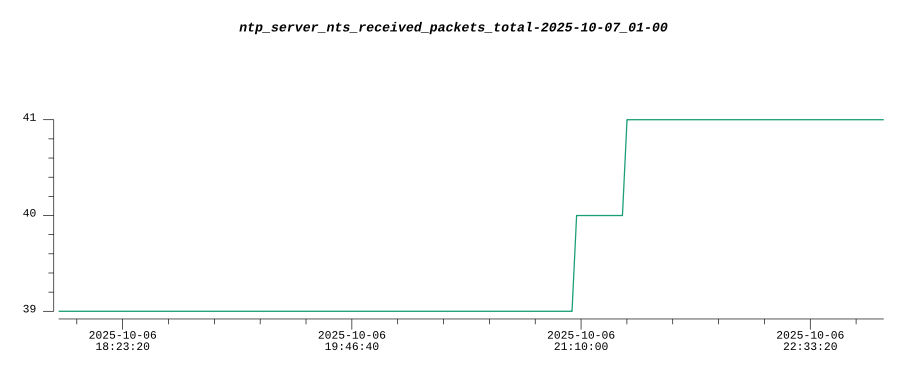 ntp_server_nts_received_packets_total-2025-10-07_01-00
41
40
39
2025-10-06 2025-10-06 2025-10-06 2025-10-06
18:23:20 19:46:40 21:10:00 22:33:20